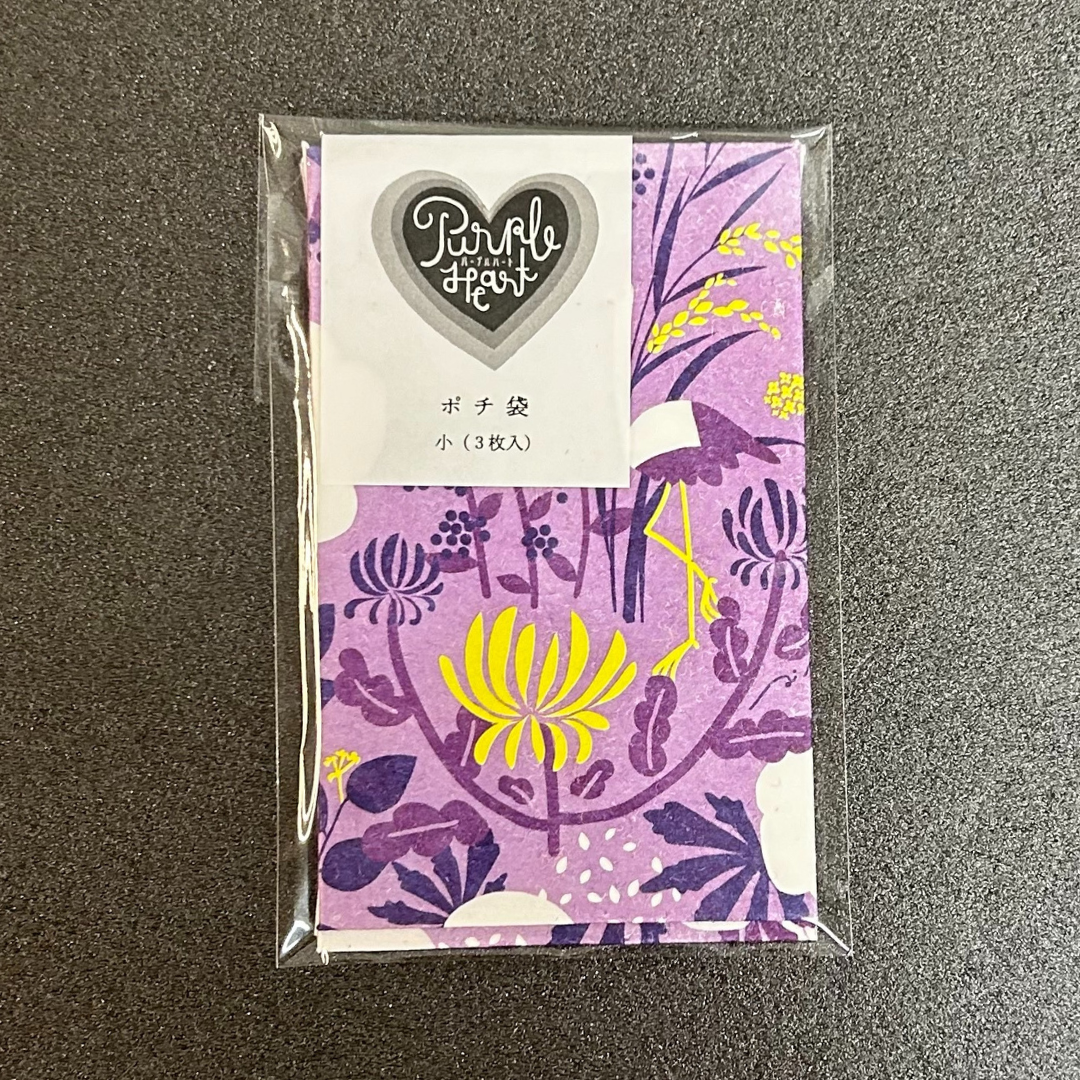 Purple
パープルハート
Heart
ポチ袋
小(3枚入)